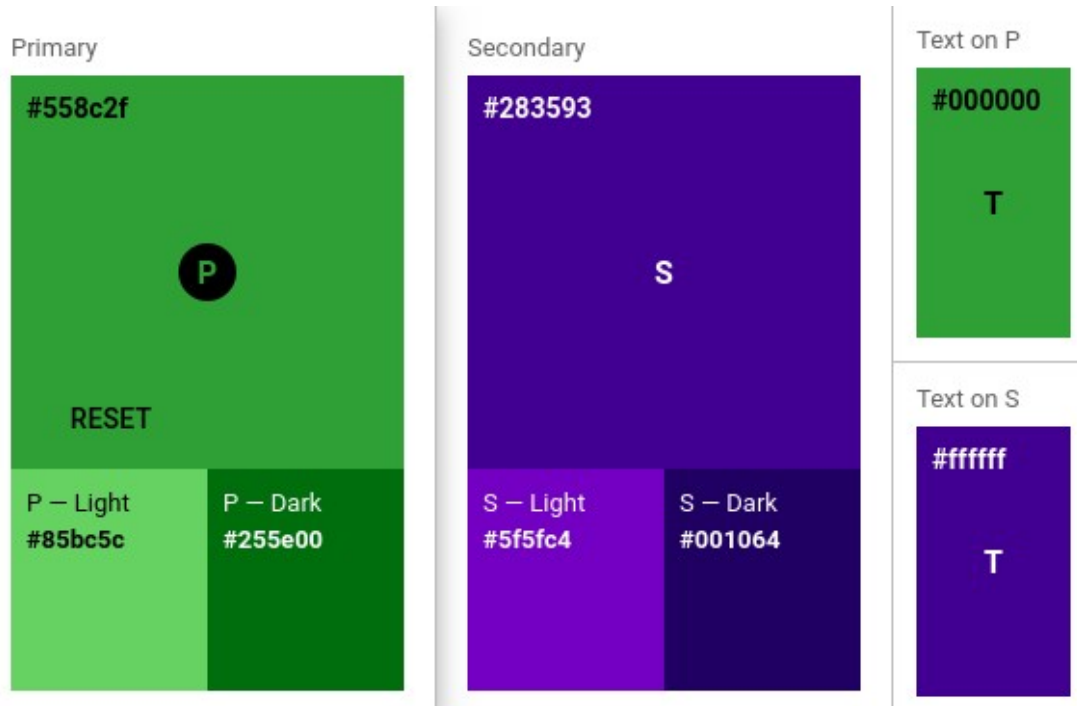 Primary
#558c2f
P
RESET
P — Light
#85bc5c
P — Dark
#255e00
Secondary
#283593
S
S — Light
#5f5fc4
S — Dark
#001064
Text on P
#000000
T
Text on S
#ffffff
T